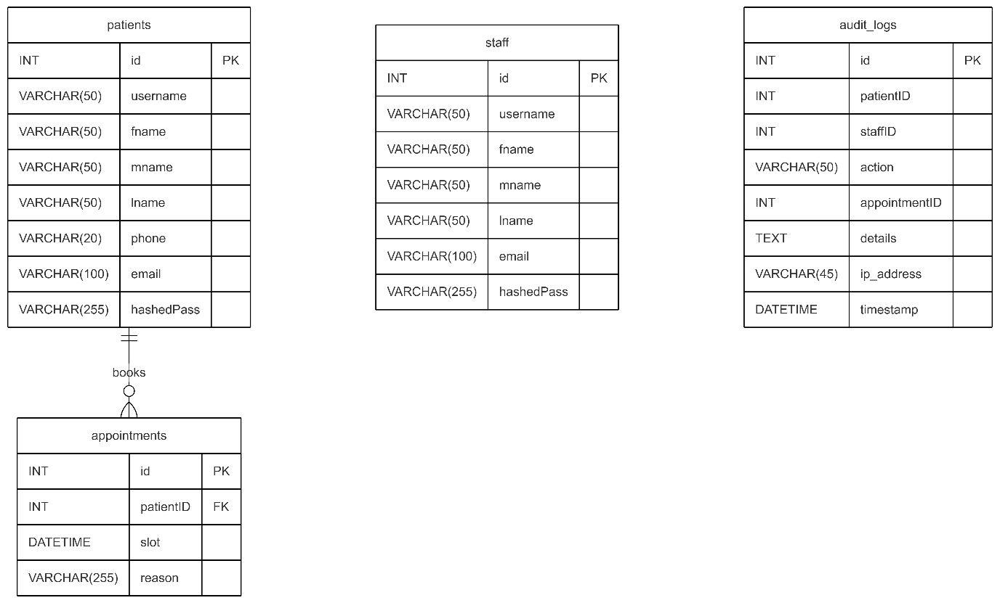 patients
INT id PK
VARCHAR(50) username
VARCHAR(50) fname
VARCHAR(50) mname
VARCHAR(50) lname
VARCHAR(20) phone
VARCHAR(100) email
VARCHAR(255) hashedPass
books
appointments
INT id PK
INT patientID FK
DATETIME slot
VARCHAR(255) reason
staff
INT id PK
VARCHAR(50) username
VARCHAR(50) fname
VARCHAR(50) mname
VARCHAR(50) lname
VARCHAR(100) email
VARCHAR(255) hashedPass
audit_logs
INT id PK
INT patientID
INT staffID
VARCHAR(50) action
INT appointmentID
TEXT details
VARCHAR(45) ip_address
DATETIME timestamp